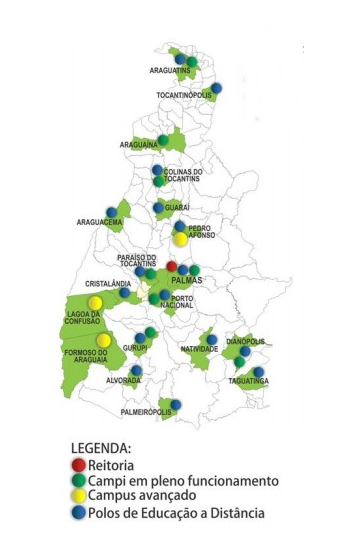 ARAGUATINS
TOCANTINÓPOLIS
ARAGUAÍNA
COLINAS DO
TOCANTINS
GUARAÍ
ARAGUACEMA
PEDRO
AFONSO
PARAÍSO DO
TOCANTINS
PALMAS
CRISTALÂNDIA
PORTO
NACIONAL
LAGOA DA
CONFUSÃO
GURUPI
NATIVIDADE
DIANÓPOLIS
FORMOSO DO
ARAGUAIA
ALVORADA
TAGUATINGA
PALMEIRÓPOLIS
LEGENDA:
Reitoria
Campi em pleno funcionamento
Campus avançado
Polos de Educação a Distância